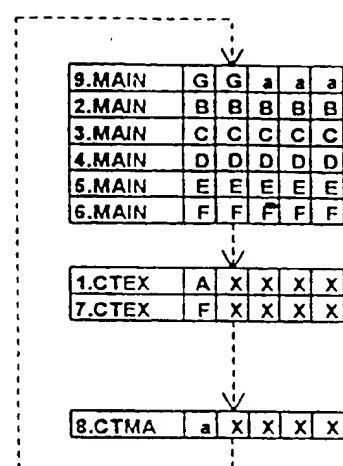 9.MAIN G G a a a
2.MAIN B B B B B
3.MAIN C C C C C
4.MAIN D D D D D
5.MAIN E E E E E
6.MAIN F F F F F
1.CTEX A X X X X
7.CTEX F X X X X
8.CTMA a X X X X